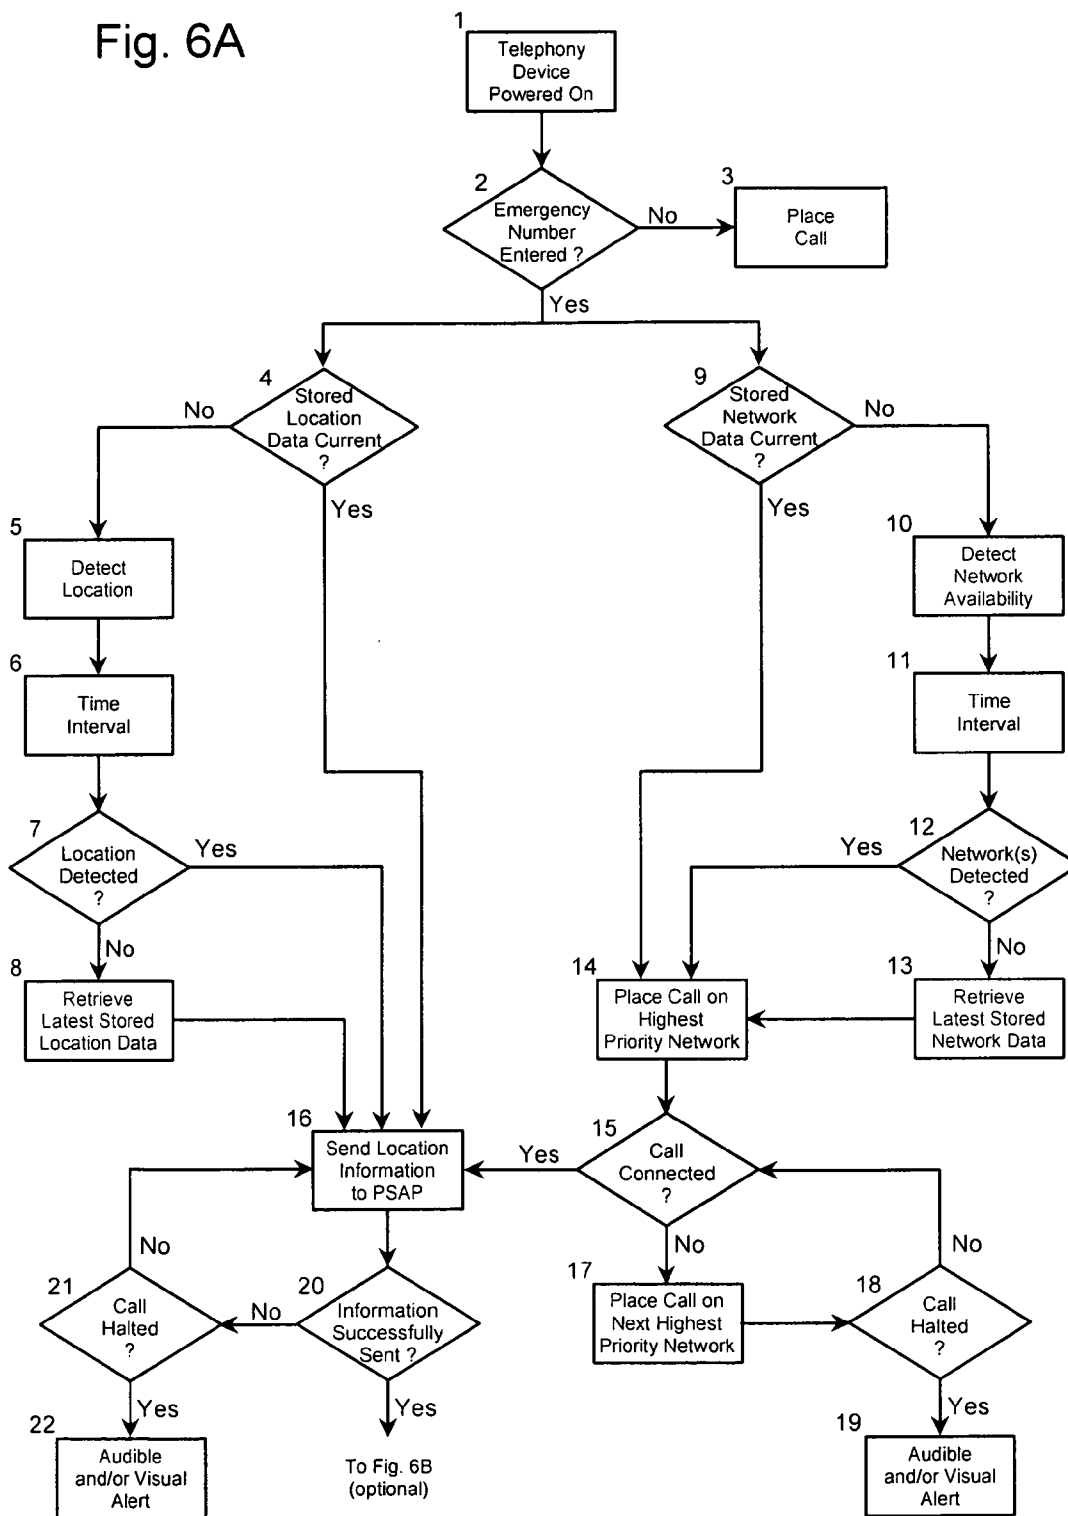 Fig. 6A
1
Telephony
Device
Powered On
2
Emergency
Number
Entered ?
No
3
Place
Call
Yes
4
Stored
Location
Data Current
?
No
Yes
9
Stored
Network
Data Current
?
No
Yes
5
Detect
Location
10
Detect
Network
Availability
6
Time
Interval
11
Time
Interval
7
Location
Detected
?
Yes
No
12
Network(s)
Detected
?
Yes
No
8
Retrieve
Latest Stored
Location Data
14
Place Call on
Highest
Priority Network
13
Retrieve
Latest Stored
Network Data
16
Send Location
Information
to PSAP
15
Call
Connected
?
Yes
No
21
Call
Halted
?
No
Yes
20
Information
Successfully
Sent ?
No
Yes
17
Place Call on
Next Highest
Priority Network
18
Call
Halted
?
No
Yes
22
Audible
and/or Visual
Alert
To Fig. 6B
(optional)
19
Audible
and/or Visual
Alert